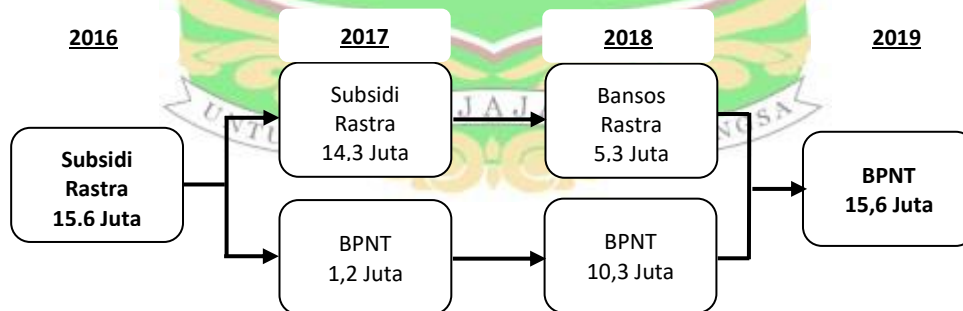 2016
2017
2018
2019
Subsidi
Rastra
15.6 Juta
Subsidi
Rastra
14,3 Juta
BPNT
1,2 Juta
Bansos
Rastra
5.3 Juta
BPNT
10,3 Juta
BPNT
15,6 Juta